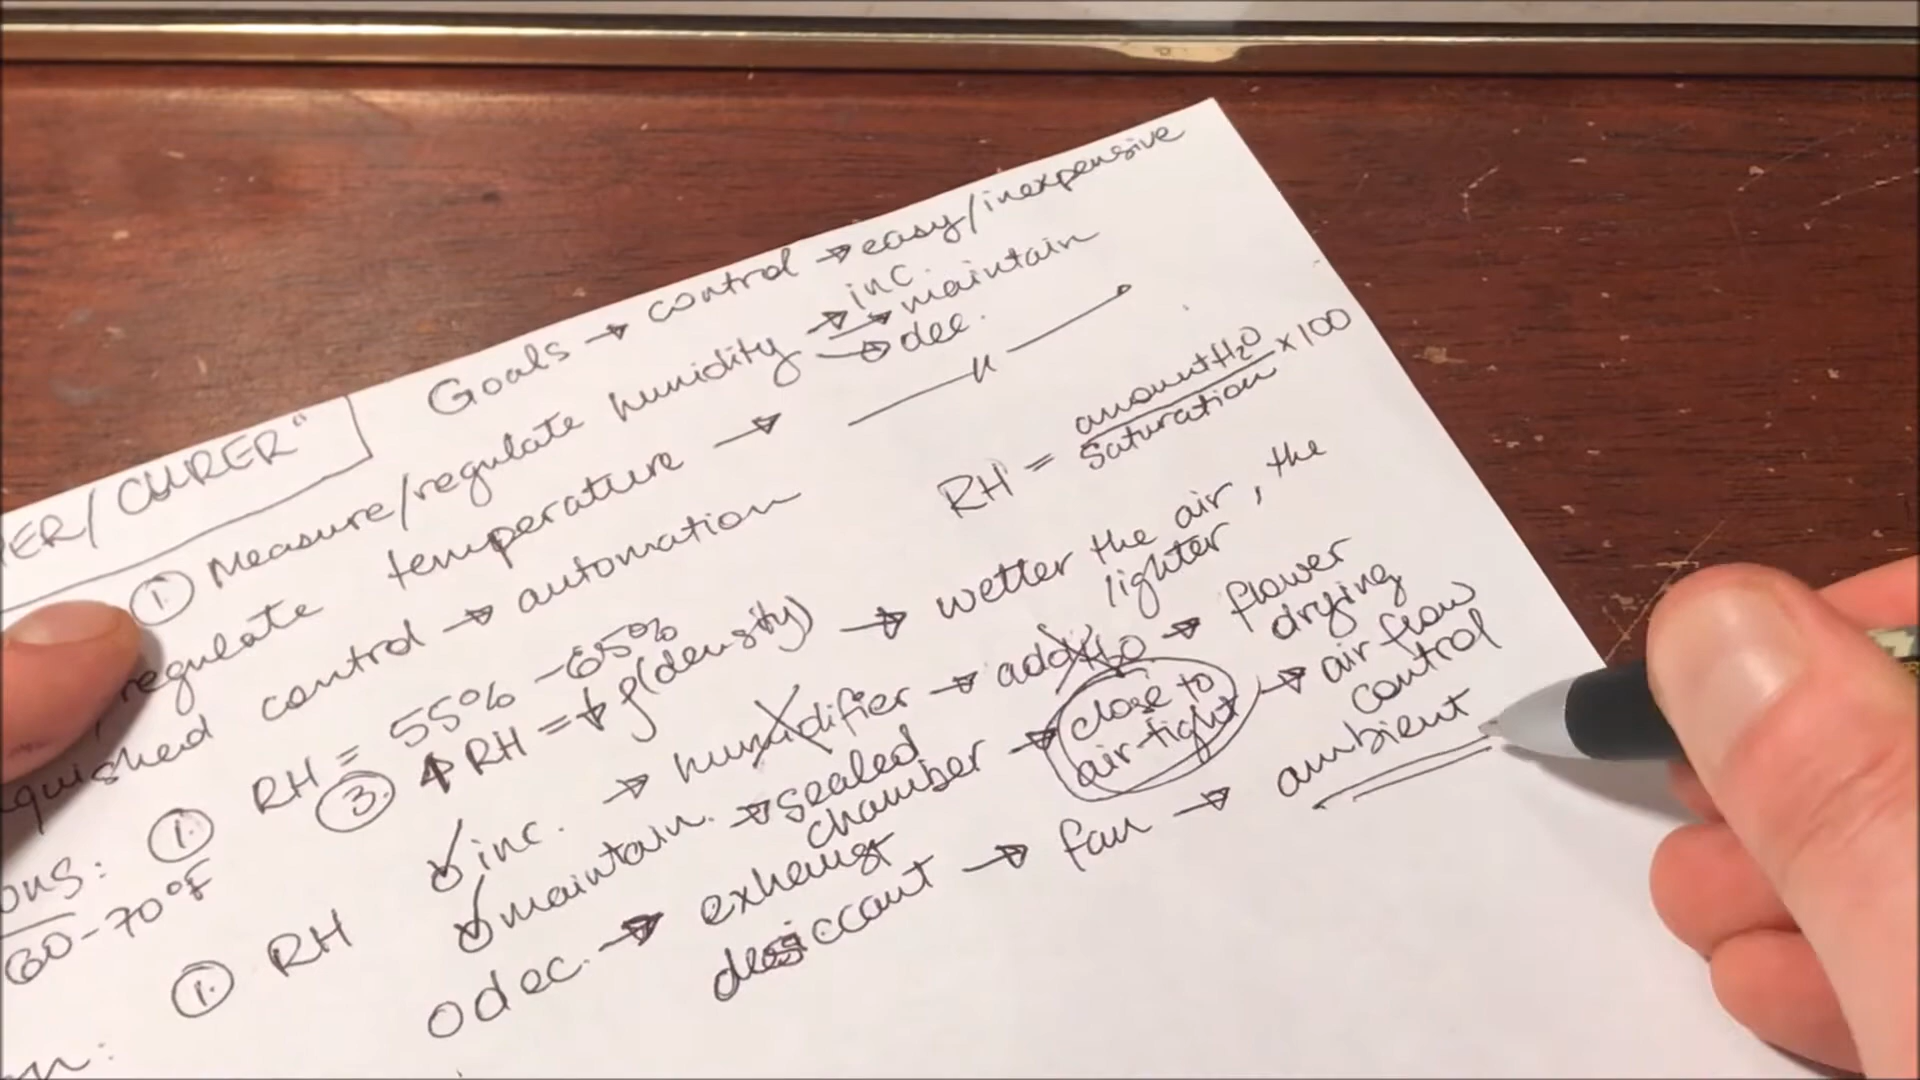 Goals → control → easy/inexpensive
ER/ CURER"
① Measure/regulate humidity → inc.
→ maintain
→ dec.
regulate temperature → —— " ——
control → automation
RH = amount H₂O / saturation × 100
ons: ① RH = 55% - 65%
60-70°F
③ ↑ RH = ↓ ρ(density) → wetter the air, the
lighter
① RH
inc. → humidifier → add H₂O → flower
drying
maintain. → sealed
chamber → close to
air-tight → air flow
control
O dec. → exhaust
desiccant → fan → ambient